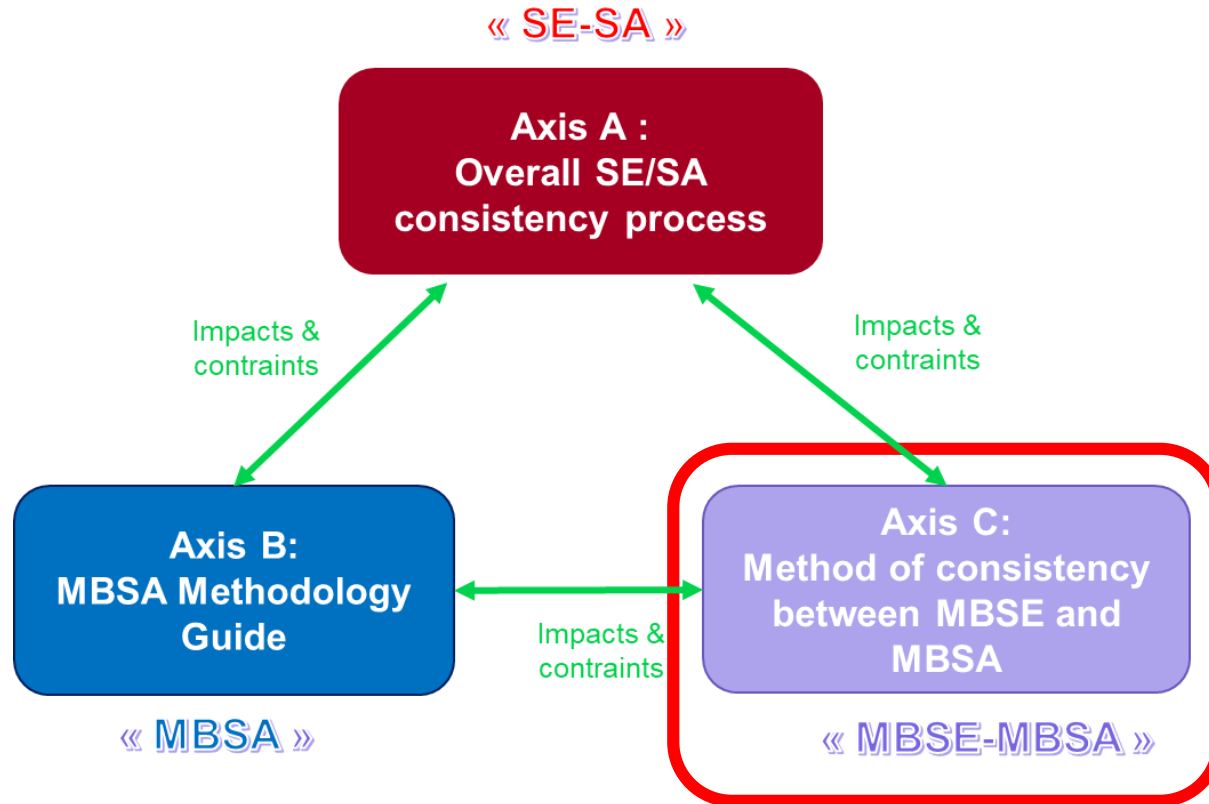 « SE-SA »
Axis A :
Overall SE/SA
consistency process
Impacts &
contraints
Impacts &
contraints
Axis B:
MBSA Methodology
Guide
Axis C:
Method of consistency
between MBSE and
MBSA
Impacts &
contraints
« MBSA »
« MBSE-MBSA »